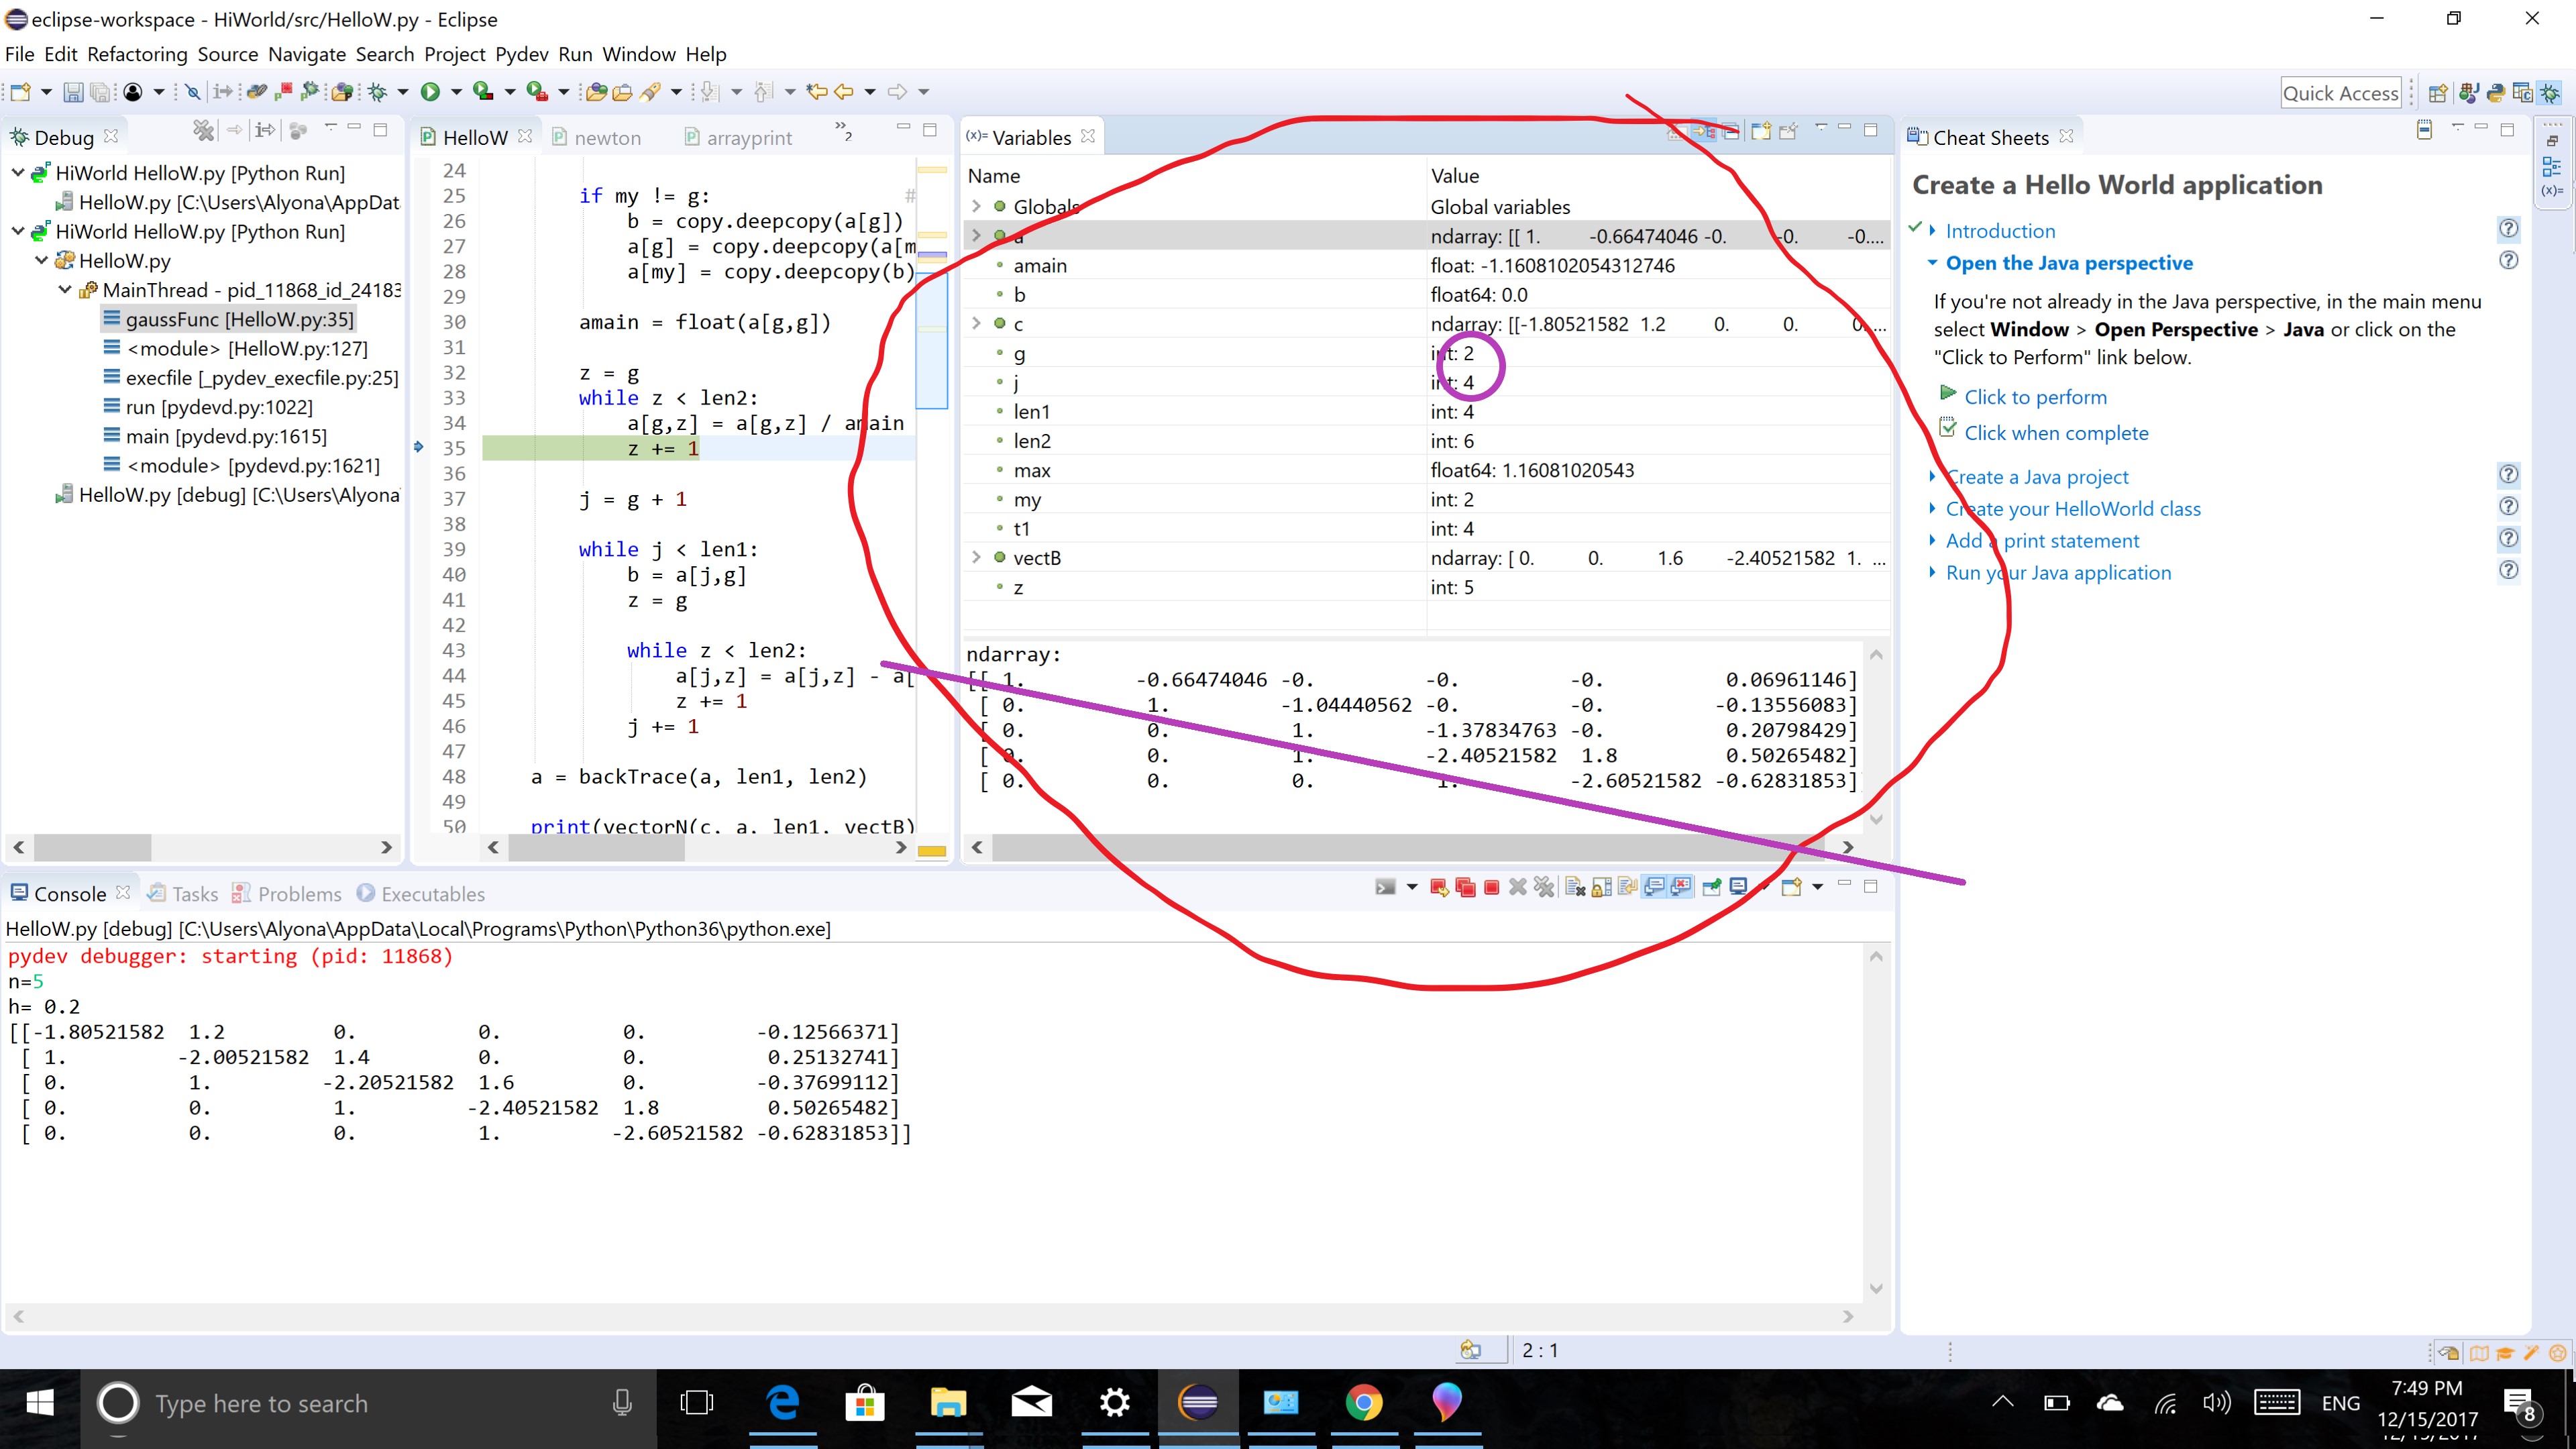 eclipse-workspace - HiWorld/src/HelloW.py - Eclipse
File Edit Refactoring Source Navigate Search Project Pydev Run Window Help
Quick Access
Debug
HiWorld HelloW.py [Python Run]
HelloW.py [C:\Users\Alyona\AppDat
HiWorld HelloW.py [Python Run]
HelloW.py
MainThread - pid_11868_id_24183
gaussFunc [HelloW.py:35]
<module> [HelloW.py:127]
execfile [_pydev_execfile.py:25]
run [pydevd.py:1022]
main [pydevd.py:1615]
<module> [pydevd.py:1621]
HelloW.py [debug] [C:\Users\Alyona
HelloW newton arrayprint »2
24
25 if my != g: #
26 b = copy.deepcopy(a[g])
27 a[g] = copy.deepcopy(a[m
28 a[my] = copy.deepcopy(b)
29
30 amain = float(a[g,g])
31
32 z = g
33 while z < len2:
34 a[g,z] = a[g,z] / amain
35 z += 1
36
37 j = g + 1
38
39 while j < len1:
40 b = a[j,g]
41 z = g
42
43 while z < len2:
44 a[j,z] = a[j,z] - a[
45 z += 1
46 j += 1
47
48 a = backTrace(a, len1, len2)
49
50 print(vectorN(c, a, len1, vectB)
(x)= Variables
Name Value
Globals Global variables
a ndarray: [[ 1. -0.66474046 -0. -0. -0....
amain float: -1.1608102054312746
b float64: 0.0
c ndarray: [[-1.80521582 1.2 0. 0. 0. ...
g int: 2
j int: 4
len1 int: 4
len2 int: 6
max float64: 1.16081020543
my int: 2
t1 int: 4
vectB ndarray: [ 0. 0. 1.6 -2.40521582 1. ...
z int: 5
ndarray:
[[ 1. -0.66474046 -0. -0. -0. 0.06961146]
[ 0. 1. -1.04440562 -0. -0. -0.13556083]
[ 0. 0. 1. -1.37834763 -0. 0.20798429]
[ 0. 0. 1. -2.40521582 1.8 0.50265482]
[ 0. 0. 0. 1. -2.60521582 -0.62831853]
Cheat Sheets
Create a Hello World application
Introduction
Open the Java perspective
If you're not already in the Java perspective, in the main menu
select Window > Open Perspective > Java or click on the
"Click to Perform" link below.
Click to perform
Click when complete
Create a Java project
Create your HelloWorld class
Add a print statement
Run your Java application
(x)=
Console Tasks Problems Executables
HelloW.py [debug] [C:\Users\Alyona\AppData\Local\Programs\Python\Python36\python.exe]
pydev debugger: starting (pid: 11868)
n=5
h= 0.2
[[-1.80521582 1.2 0. 0. 0. -0.12566371]
[ 1. -2.00521582 1.4 0. 0. 0.25132741]
[ 0. 1. -2.20521582 1.6 0. -0.37699112]
[ 0. 0. 1. -2.40521582 1.8 0.50265482]
[ 0. 0. 0. 1. -2.60521582 -0.62831853]]
2 : 1
Type here to search
ENG
7:49 PM
12/15/2017
8